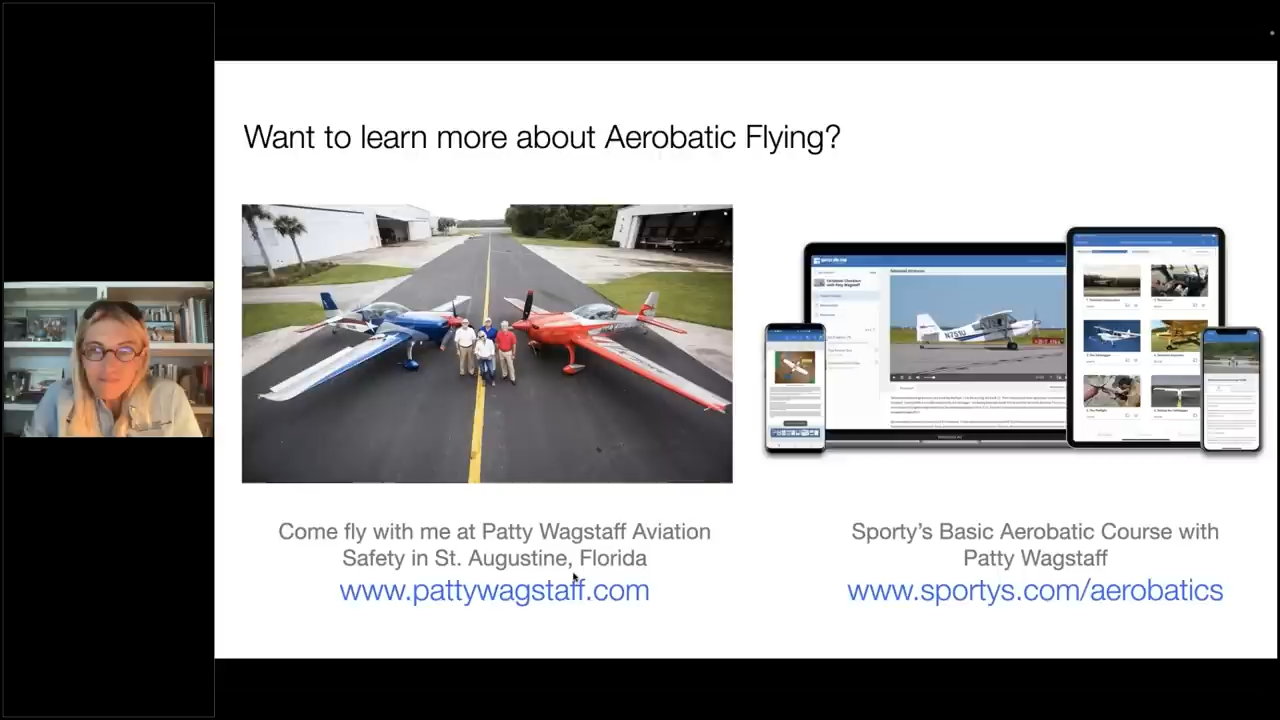 Want to learn more about Aerobatic Flying?
N751U
Come fly with me at Patty Wagstaff Aviation
Safety in St. Augustine, Florida
www.pattywagstaff.com
Sporty's Basic Aerobatic Course with
Patty Wagstaff
www.sportys.com/aerobatics